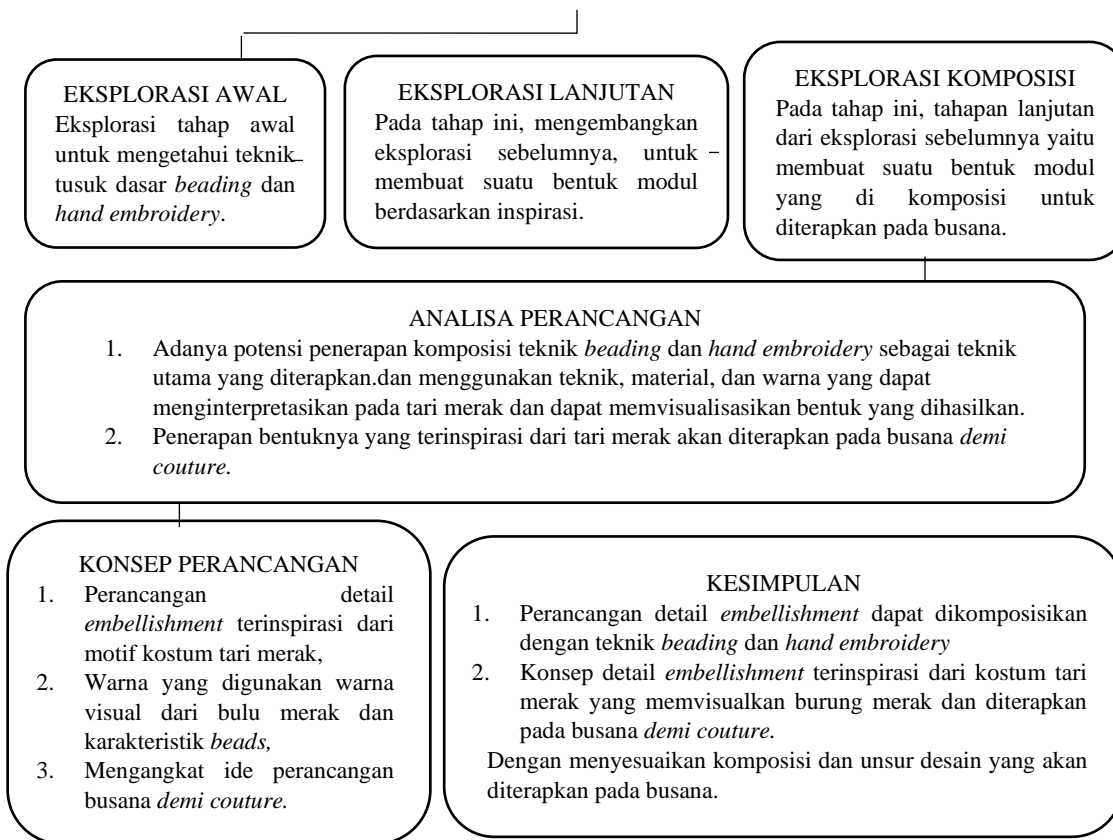 EKSPLORASI AWAL
Eksplorasi tahap awal
untuk mengetahui teknik
tusuk dasar beading dan
hand embroidery.
EKSPLORASI LANJUTAN
Pada tahap ini, mengembangkan
eksplorasi sebelumnya, untuk
membuat suatu bentuk modul
berdasarkan inspirasi.
EKSPLORASI KOMPOSISI
Pada tahap ini, tahapan lanjutan
dari eksplorasi sebelumnya yaitu
membuat suatu bentuk modul
yang di komposisi untuk
diterapkan pada busana.
ANALISA PERANCANGAN
1. Adanya potensi penerapan komposisi teknik beading dan hand embroidery sebagai teknik
utama yang diterapkan.dan menggunakan teknik, material, dan warna yang dapat
menginterpretasikan pada tari merak dan dapat memvisualisasikan bentuk yang dihasilkan.
2. Penerapan bentuknya yang terinspirasi dari tari merak akan diterapkan pada busana demi
couture.
KONSEP PERANCANGAN
1. Perancangan detail
embellishment terinspirasi dari
motif kostum tari merak,
2. Warna yang digunakan warna
visual dari bulu merak dan
karakteristik beads,
3. Mengangkat ide perancangan
busana demi couture.
KESIMPULAN
1. Perancangan detail embellishment dapat dikomposisikan
dengan teknik beading dan hand embroidery
2. Konsep detail embellishment terinspirasi dari kostum tari
merak yang memvisualkan burung merak dan diterapkan
pada busana demi couture.
Dengan menyesuaikan komposisi dan unsur desain yang akan
diterapkan pada busana.